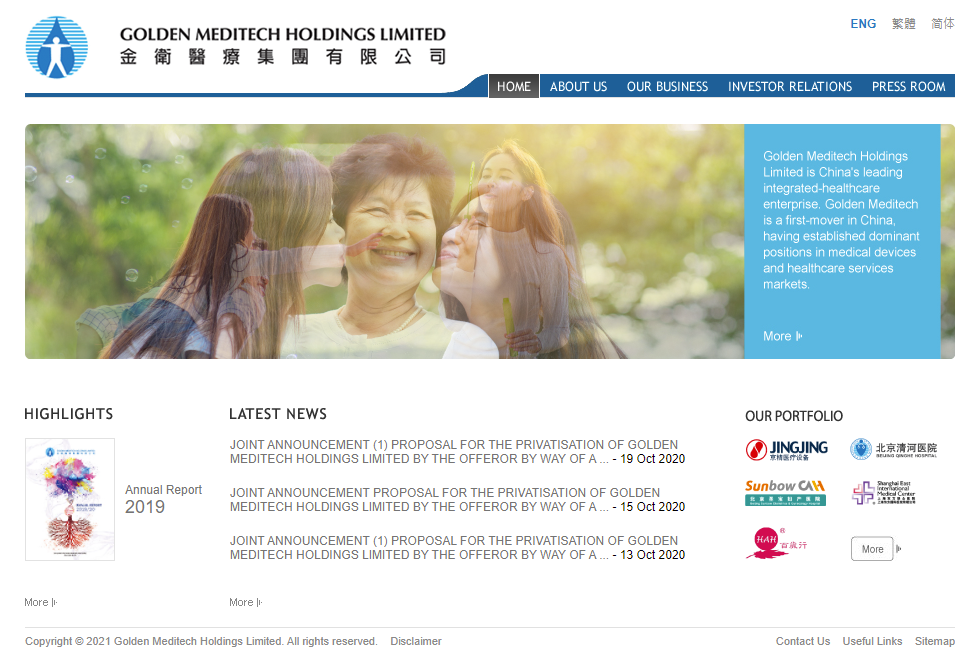 ENG 繁體 简体
GOLDEN MEDITECH HOLDINGS LIMITED
金衛醫療集團有限公司
HOME ABOUT US OUR BUSINESS INVESTOR RELATIONS PRESS ROOM
Golden Meditech Holdings
Limited is China's leading
integrated-healthcare
enterprise. Golden Meditech
is a first-mover in China,
having established dominant
positions in medical devices
and healthcare services
markets.
More
HIGHLIGHTS
Annual Report
2019
More
LATEST NEWS
JOINT ANNOUNCEMENT (1) PROPOSAL FOR THE PRIVATISATION OF GOLDEN
MEDITECH HOLDINGS LIMITED BY THE OFFEROR BY WAY OF A ... - 19 Oct 2020
JOINT ANNOUNCEMENT PROPOSAL FOR THE PRIVATISATION OF GOLDEN
MEDITECH HOLDINGS LIMITED BY THE OFFEROR BY WAY OF A ... - 15 Oct 2020
JOINT ANNOUNCEMENT (1) PROPOSAL FOR THE PRIVATISATION OF GOLDEN
MEDITECH HOLDINGS LIMITED BY THE OFFEROR BY WAY OF A ... - 13 Oct 2020
More
OUR PORTFOLIO
JINGJING
京精医疗设备
北京清河医院
BEIJING QINGHE HOSPITAL
Sunbow
Shanghai East
International
Medical Center
HAH 百歲行
More
Copyright © 2021 Golden Meditech Holdings Limited. All rights reserved. Disclaimer
Contact Us Useful Links Sitemap